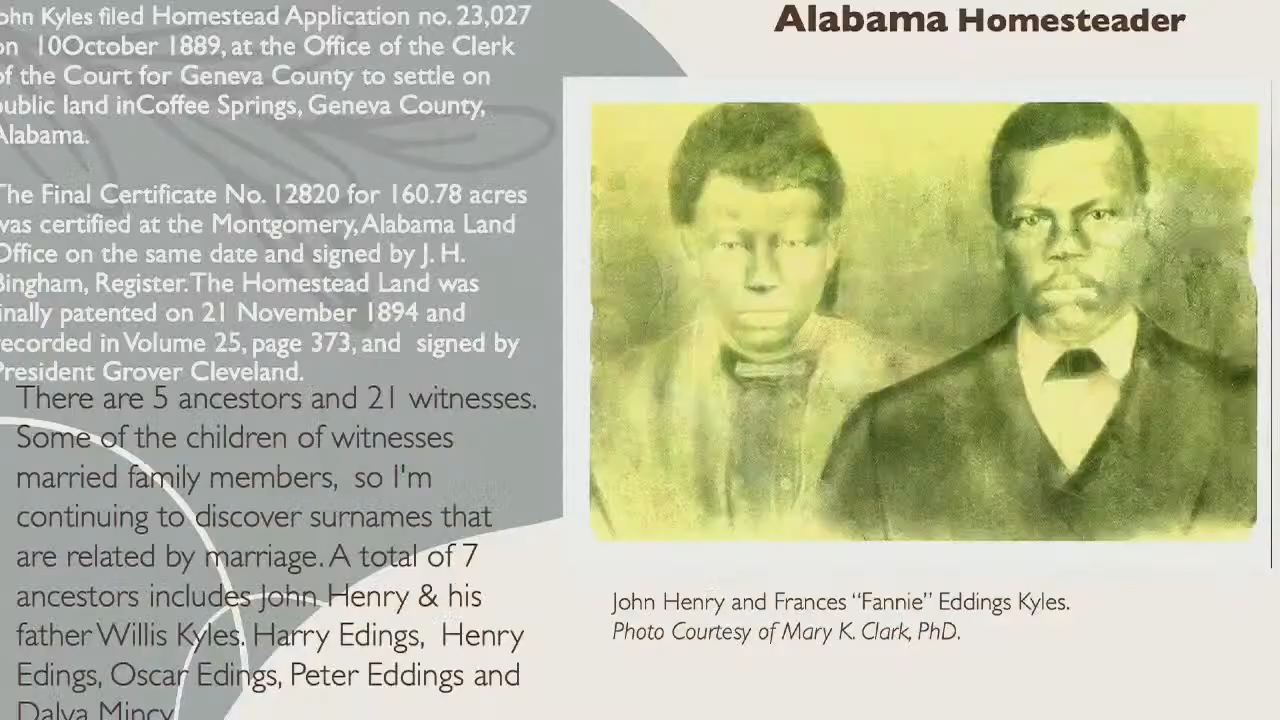 Alabama Homesteader
ohn Kyles filed Homestead Application no. 23,027
on 10October 1889, at the Office of the Clerk
of the Court for Geneva County to settle on
public land inCoffee Springs, Geneva County,
Alabama.
The Final Certificate No. 12820 for 160.78 acres
was certified at the Montgomery, Alabama Land
Office on the same date and signed by J. H.
Bingham, Register. The Homestead Land was
inally patented on 21 November 1894 and
recorded in Volume 25, page 373, and signed by
President Grover Cleveland.
There are 5 ancestors and 21 witnesses.
Some of the children of witnesses
married family members, so I'm
continuing to discover surnames that
are related by marriage. A total of 7
ancestors includes John Henry & his
father Willis Kyles. Harry Edings, Henry
Edings, Oscar Edings, Peter Eddings and
Dalya Mincy
John Henry and Frances “Fannie” Eddings Kyles.
Photo Courtesy of Mary K. Clark, PhD.